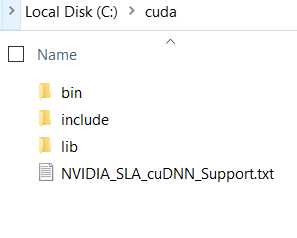 Local Disk (C:) > cuda
Name
bin
include
lib
NVIDIA_SLA_cuDNN_Support.txt